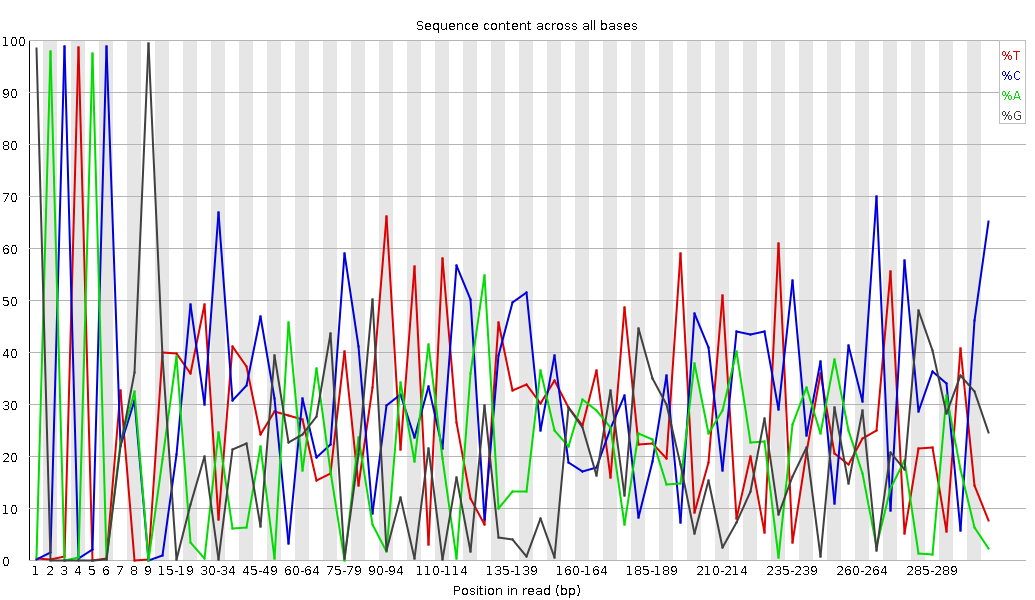 Sequence content across all bases
100
%T
%C
90
%A
%G
80
70
60
50
40
30
20
10
0
1 2 3 4 5 6 7 8 9 15-19 30-34 45-49 60-64 75-79 90-94 110-114 135-139 160-164 185-189 210-214 235-239 260-264 285-289
Position in read (bp)